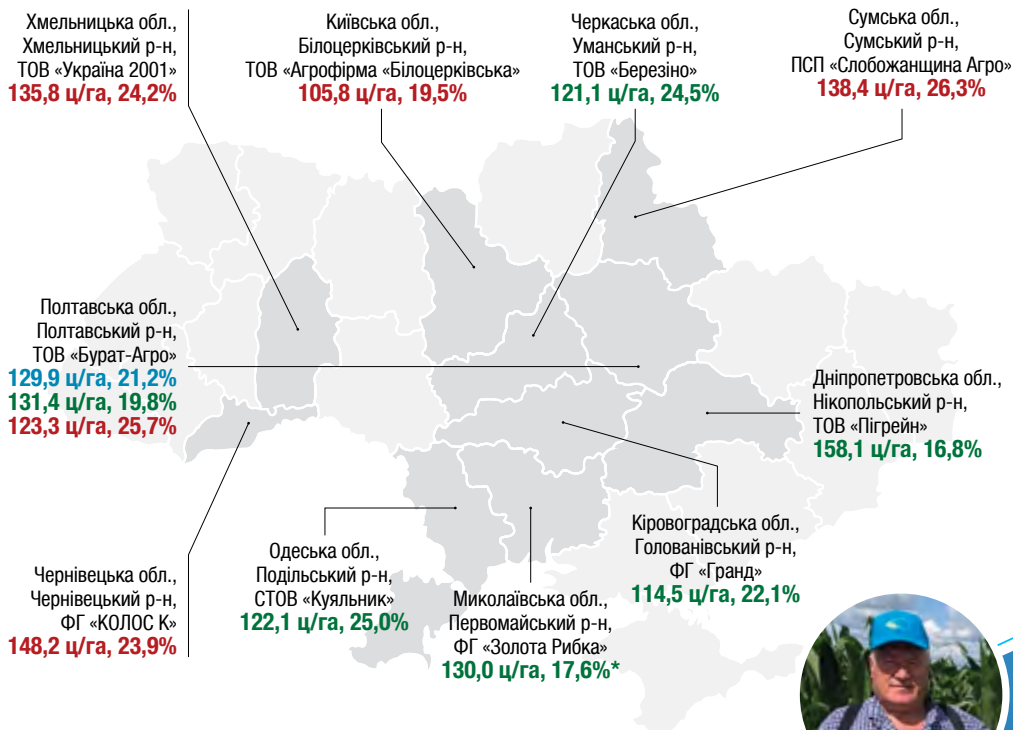 Хмельницька обл.,
Хмельницький р-н,
ТОВ «Україна 2001»
135,8 ц/га, 24,2%
Київська обл.,
Білоцерківський р-н,
ТОВ «Агрофірма «Білоцерківська»
105,8 ц/га, 19,5%
Черкаська обл.,
Уманський р-н,
ТОВ «Березіно»
121,1 ц/га, 24,5%
Сумська обл.,
Сумський р-н,
ПСП «Слобожанщина Агро»
138,4 ц/га, 26,3%
Полтавська обл.,
Полтавський р-н,
ТОВ «Бурат-Агро»
129,9 ц/га, 21,2%
131,4 ц/га, 19,8%
123,3 ц/га, 25,7%
Дніпропетровська обл.,
Нікопольський р-н,
ТОВ «Пігрейн»
158,1 ц/га, 16,8%
Чернівецька обл.,
Чернівецький р-н,
ФГ «КОЛОС К»
148,2 ц/га, 23,9%
Одеська обл.,
Подільський р-н,
СТОВ «Куяльник»
122,1 ц/га, 25,0%
Миколаївська обл.,
Первомайський р-н,
ФГ «Золота Рибка»
130,0 ц/га, 17,6%*
Кіровоградська обл.,
Голованівський р-н,
ФГ «Гранд»
114,5 ц/га, 22,1%